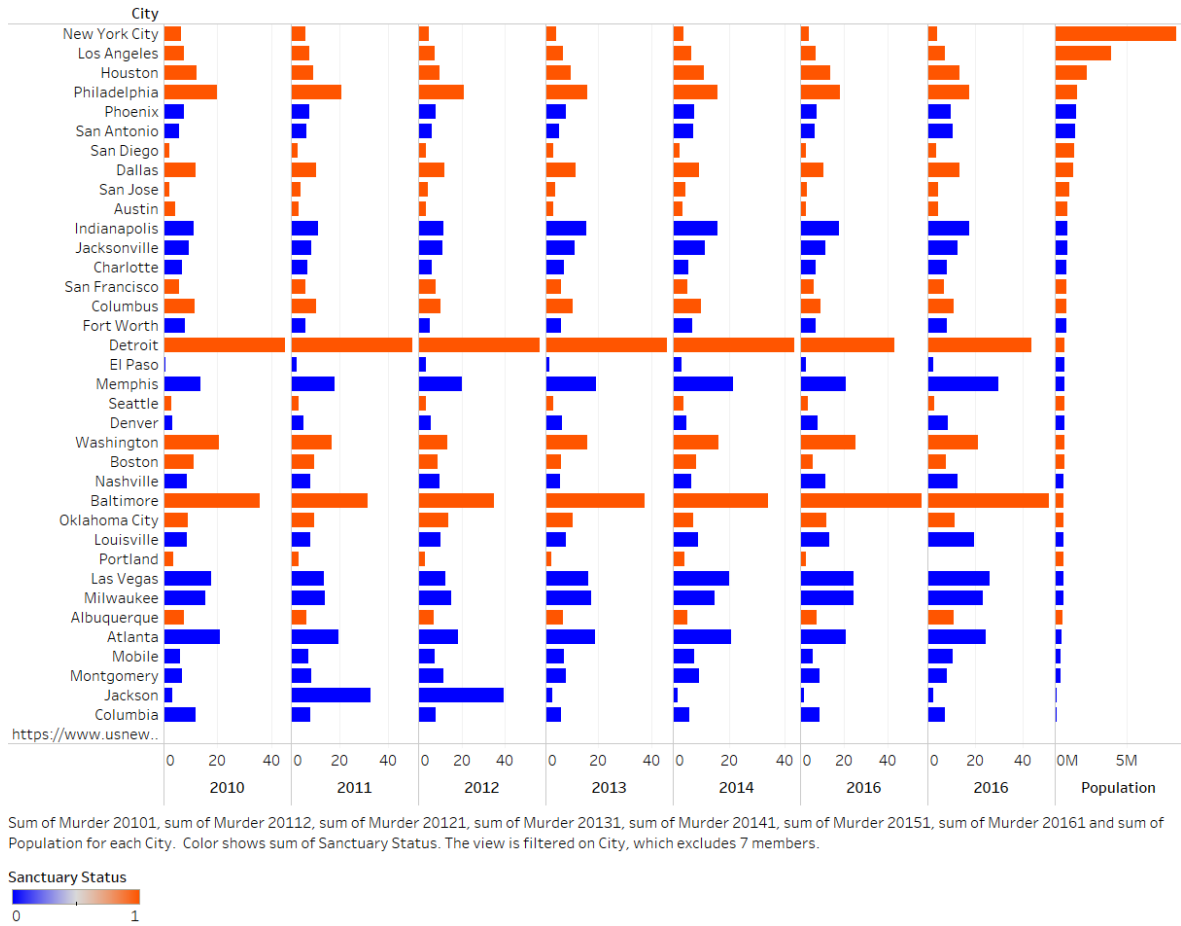 City
New York City
Los Angeles
Houston
Philadelphia
Phoenix
San Antonio
San Diego
Dallas
San Jose
Austin
Indianapolis
Jacksonville
Charlotte
San Francisco
Columbus
Fort Worth
Detroit
El Paso
Memphis
Seattle
Denver
Washington
Boston
Nashville
Baltimore
Oklahoma City
Louisville
Portland
Las Vegas
Milwaukee
Albuquerque
Atlanta
Mobile
Montgomery
Jackson
Columbia
https://www.usnew..
0 20 40 0 20 40 0 20 40 0 20 40 0 20 40 0 20 40 0 20 40 0M 5M
2010 2011 2012 2013 2014 2016 2016 Population
Sum of Murder 20101, sum of Murder 20112, sum of Murder 20121, sum of Murder 20131, sum of Murder 20141, sum of Murder 20151, sum of Murder 20161 and sum of
Population for each City. Color shows sum of Sanctuary Status. The view is filtered on City, which excludes 7 members.
Sanctuary Status
0 1